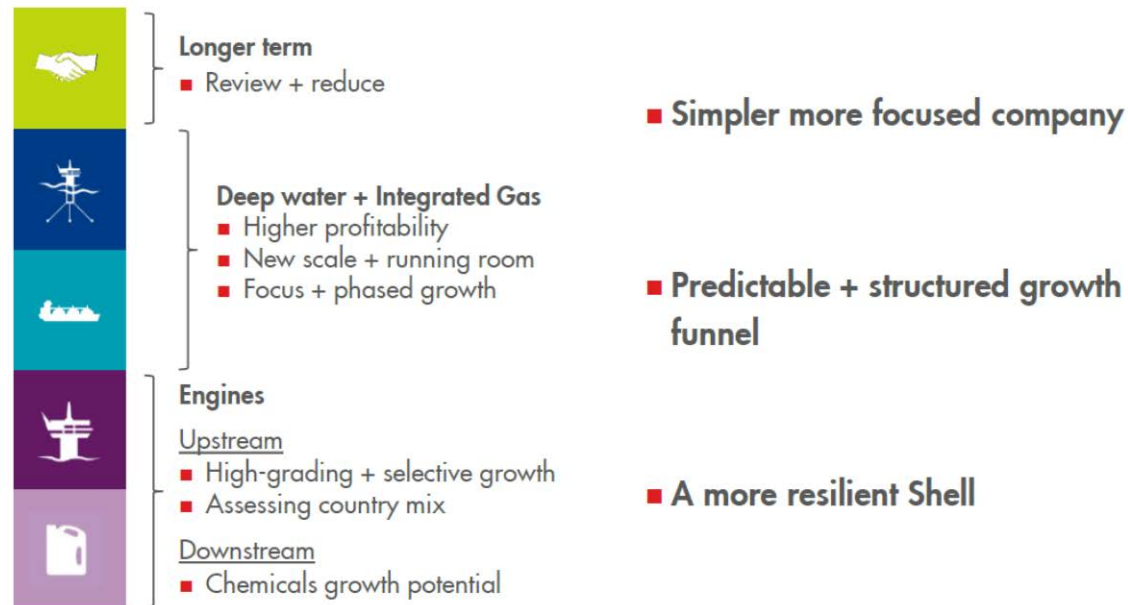 Longer term
■ Review + reduce
Deep water + Integrated Gas
■ Higher profitability
■ New scale + running room
■ Focus + phased growth
Engines
Upstream
■ High-grading + selective growth
■ Assessing country mix
Downstream
■ Chemicals growth potential
■ Simpler more focused company
■ Predictable + structured growth
funnel
■ A more resilient Shell